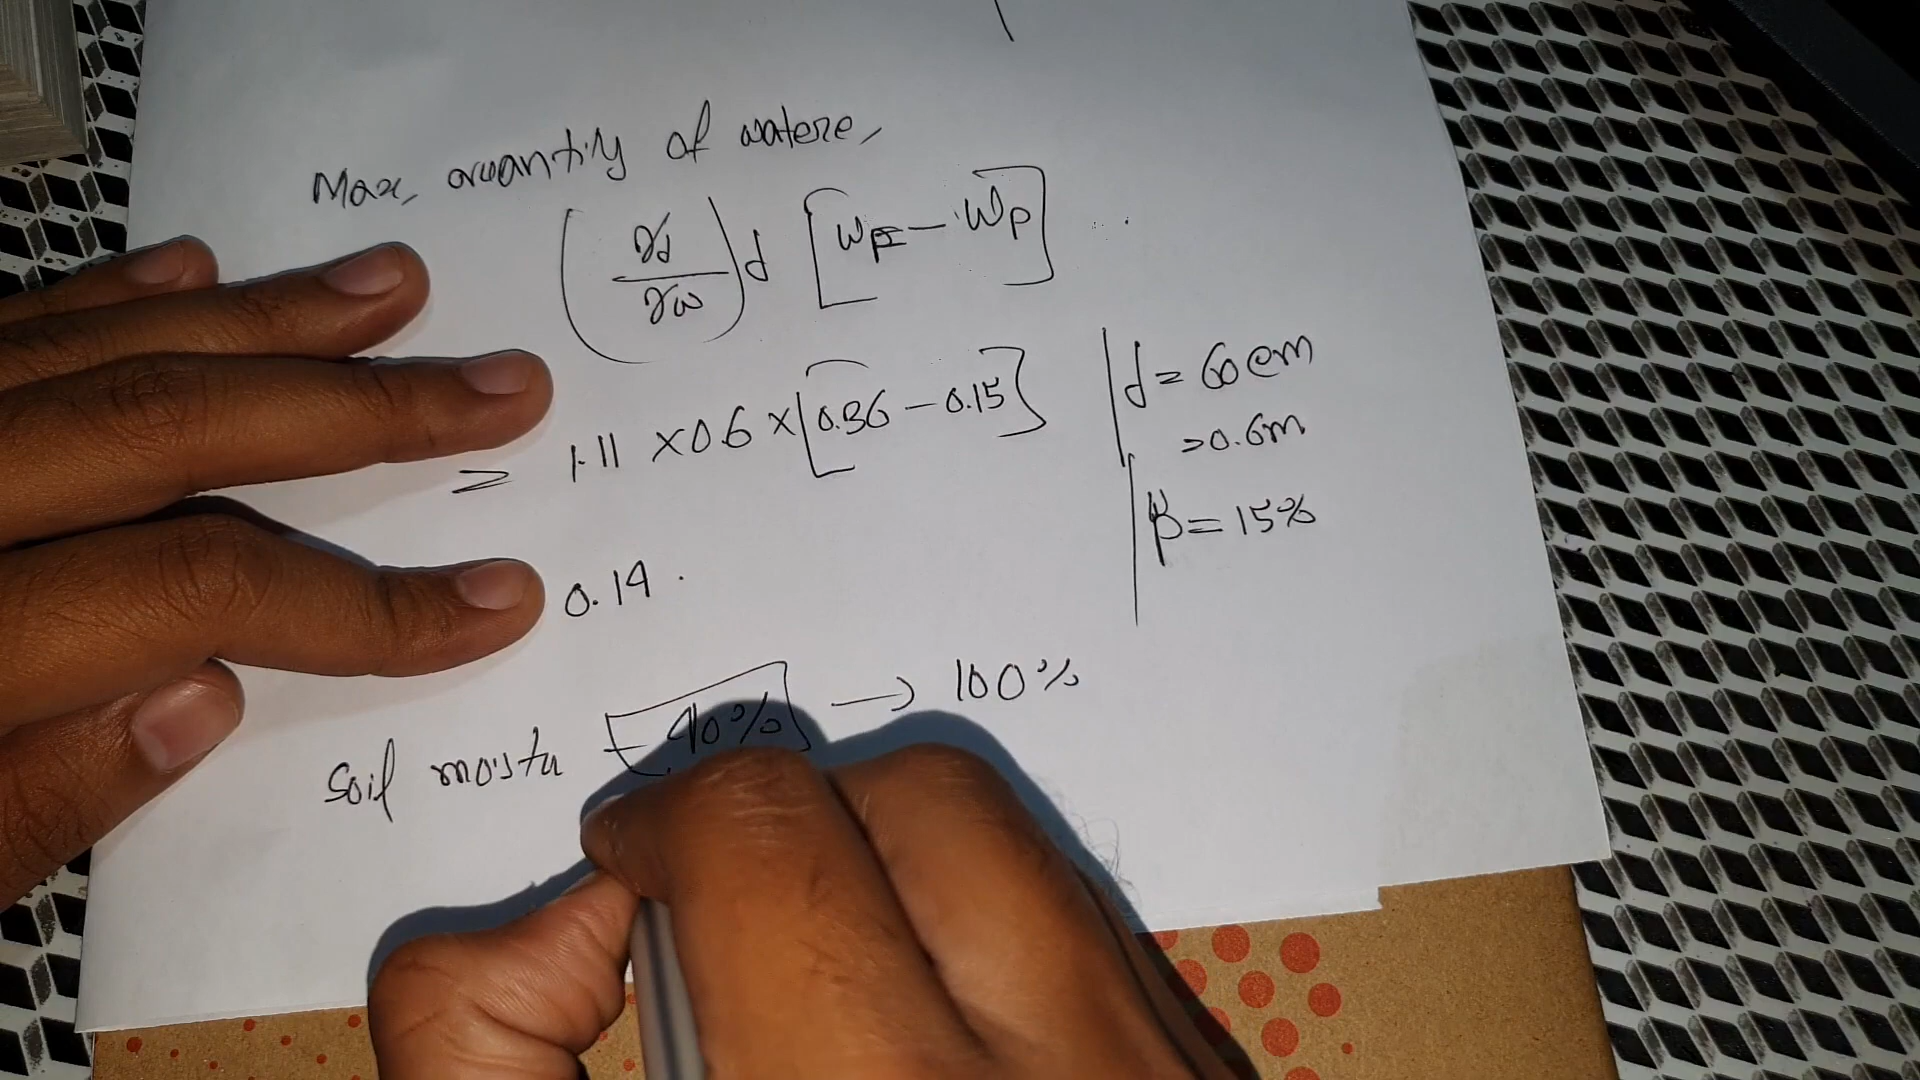 Max, quantity of watere,
(γd/γw) d [WF - WP]
= 1.11 × 0.6 × [0.36 - 0.15]
d = 60 cm
= 0.6m
β = 15%
0.14.
soil moistu 40% → 100%